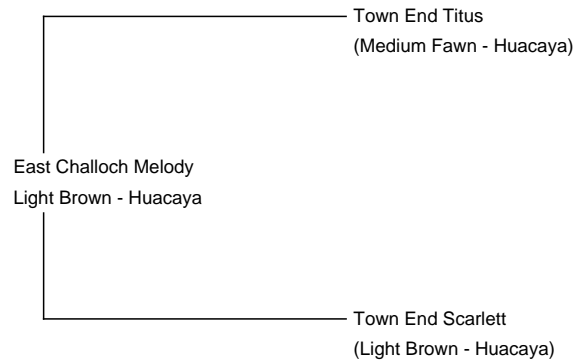 Town End Titus
(Medium Fawn - Huacaya)
East Challoch Melody
Light Brown - Huacaya
Town End Scarlett
(Light Brown - Huacaya)